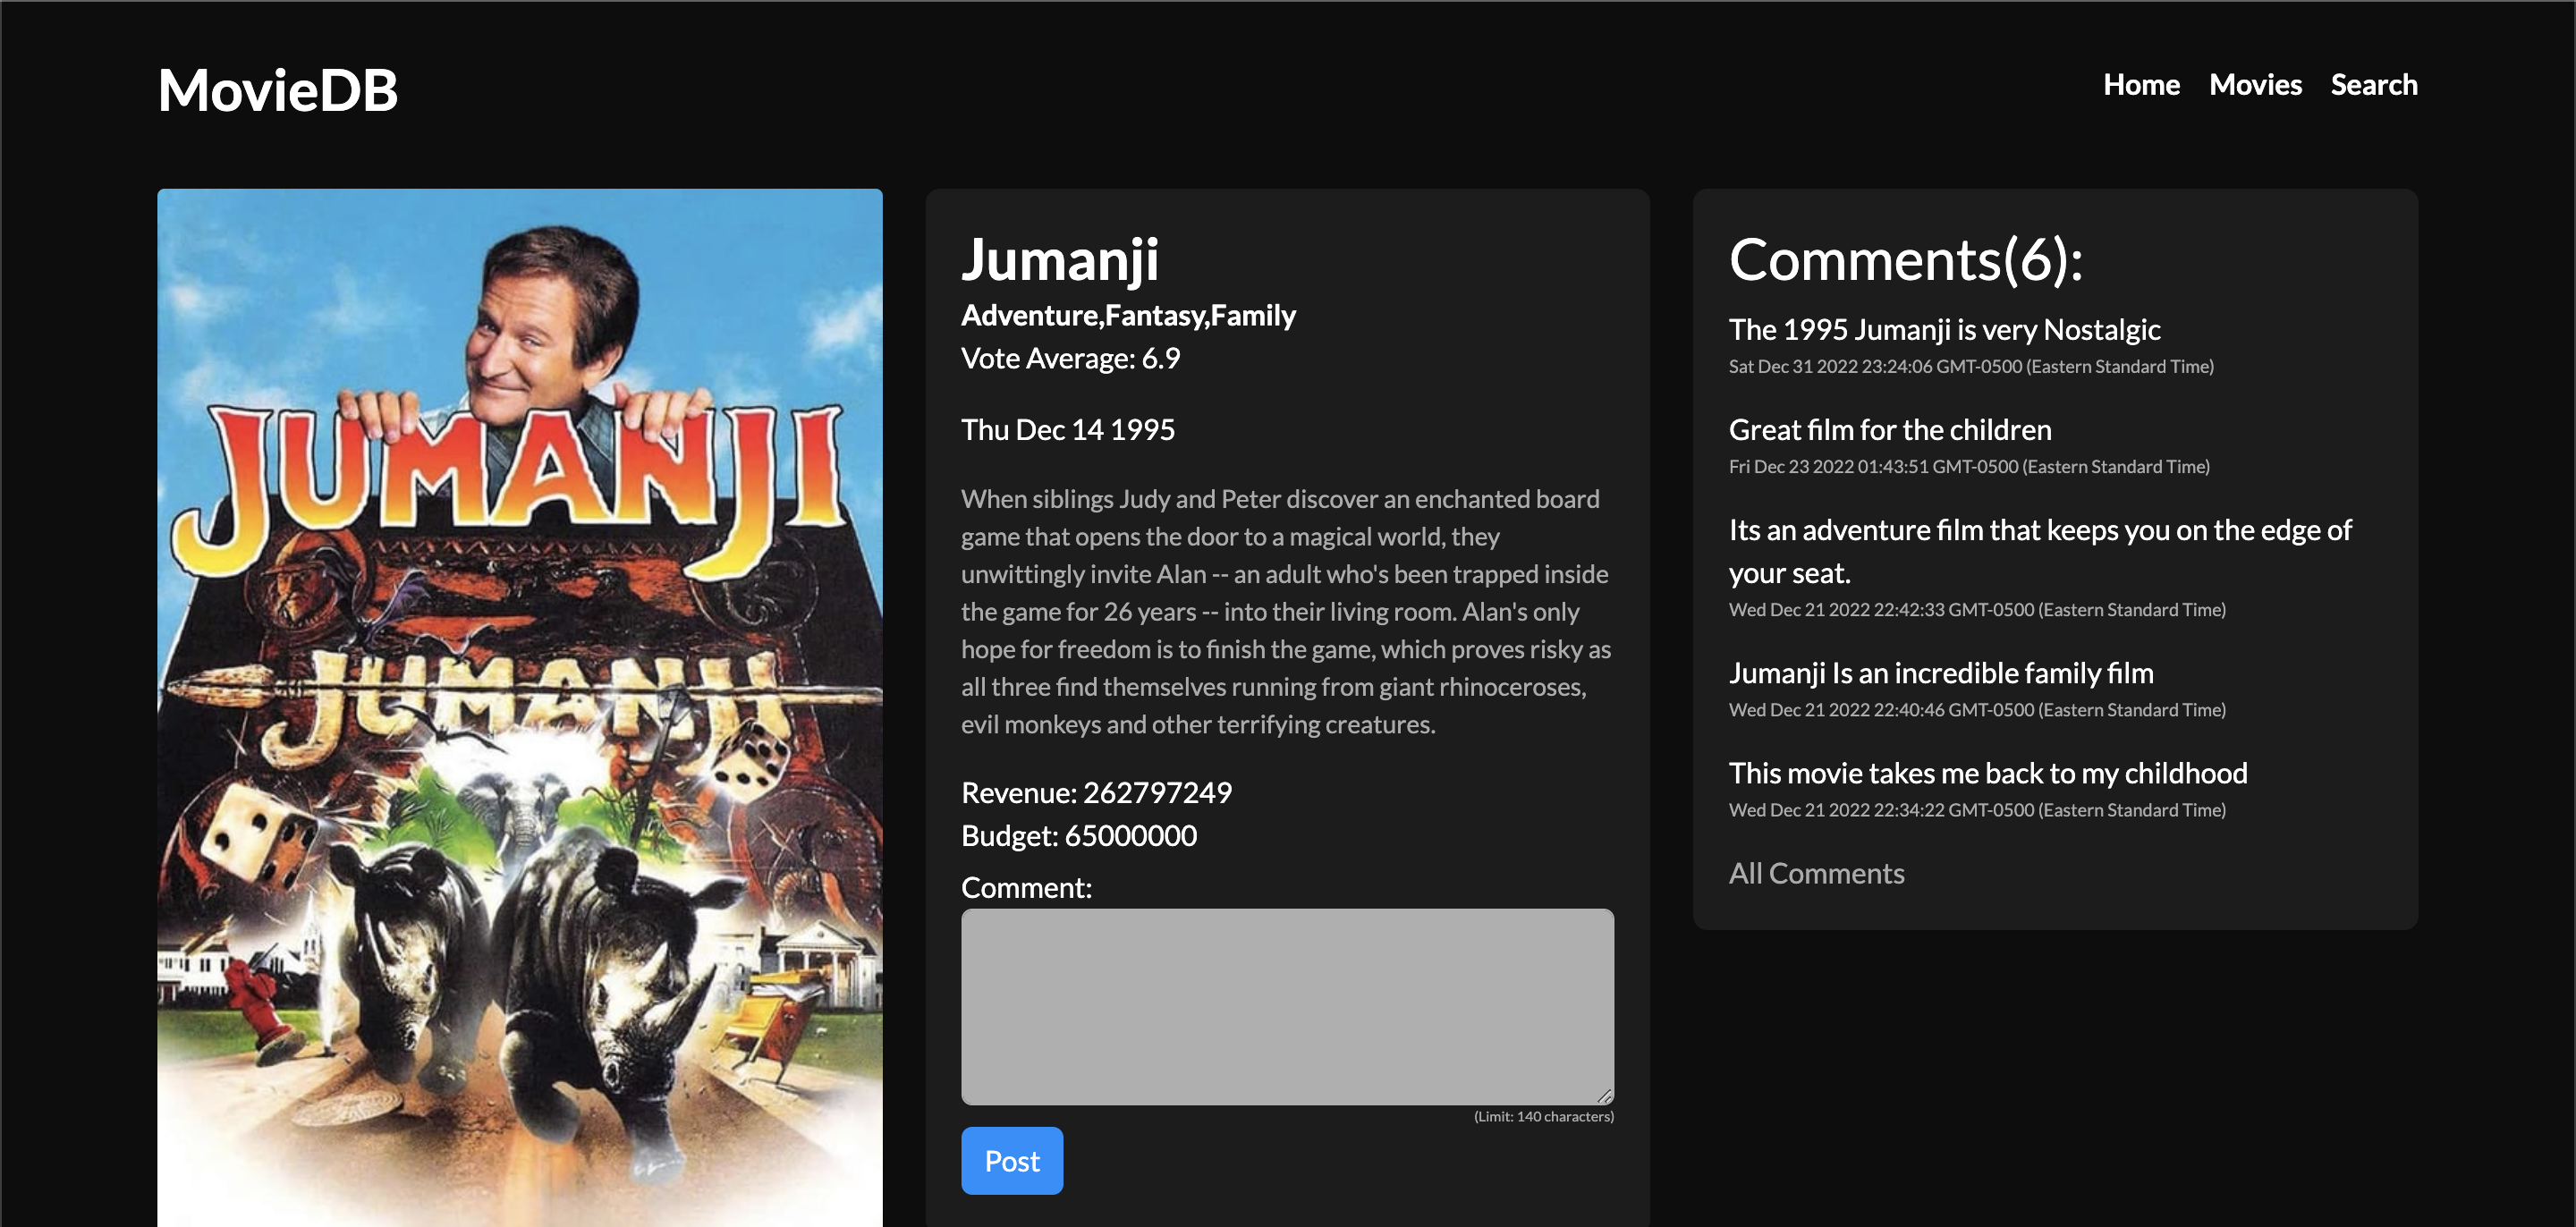 MovieDB
Home Movies Search
JUMANJI
JUMANJI
Jumanji
Adventure,Fantasy,Family
Vote Average: 6.9
Thu Dec 14 1995
When siblings Judy and Peter discover an enchanted board
game that opens the door to a magical world, they
unwittingly invite Alan -- an adult who's been trapped inside
the game for 26 years -- into their living room. Alan's only
hope for freedom is to finish the game, which proves risky as
all three find themselves running from giant rhinoceroses,
evil monkeys and other terrifying creatures.
Revenue: 262797249
Budget: 65000000
Comment:
(Limit: 140 characters)
Post
Comments(6):
The 1995 Jumanji is very Nostalgic
Sat Dec 31 2022 23:24:06 GMT-0500 (Eastern Standard Time)
Great film for the children
Fri Dec 23 2022 01:43:51 GMT-0500 (Eastern Standard Time)
Its an adventure film that keeps you on the edge of
your seat.
Wed Dec 21 2022 22:42:33 GMT-0500 (Eastern Standard Time)
Jumanji Is an incredible family film
Wed Dec 21 2022 22:40:46 GMT-0500 (Eastern Standard Time)
This movie takes me back to my childhood
Wed Dec 21 2022 22:34:22 GMT-0500 (Eastern Standard Time)
All Comments